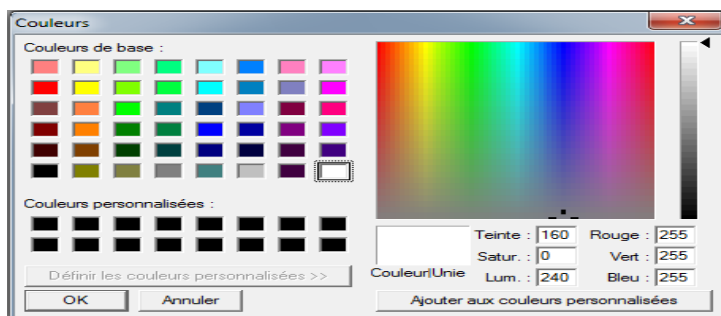 Couleurs
Couleurs de base :
Couleurs personnalisées :
Définir les couleurs personnalisées >>
OK Annuler
Couleur|Unie
Teinte : 160 Rouge : 255
Satur. : 0 Vert : 255
Lum. : 240 Bleu : 255
Ajouter aux couleurs personnalisées